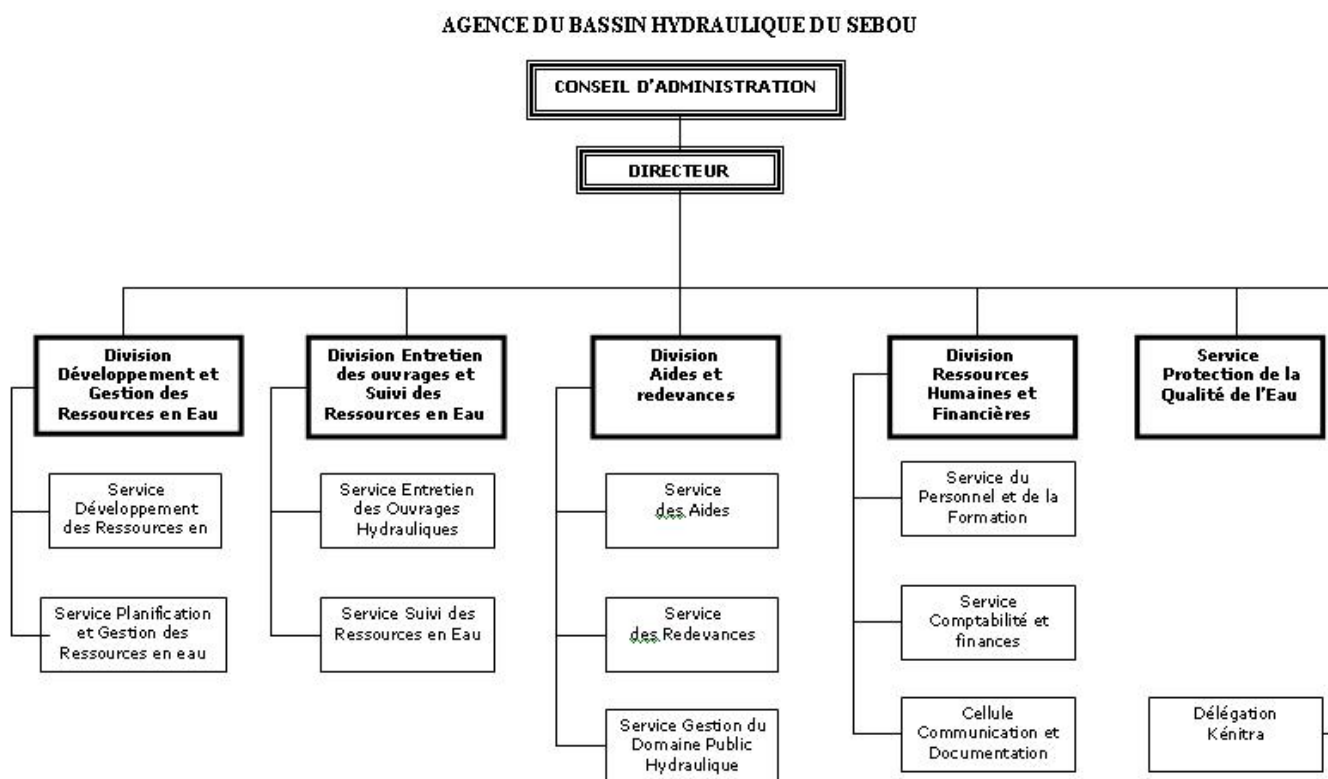 AGENCE DU BASSIN HYDRAULIQUE DU SEBOU
CONSEIL D'ADMINISTRATION
DIRECTEUR
Division
Développement et
Gestion des
Ressources en Eau
Division Entretien
des ouvrages et
Suivi des
Ressources en Eau
Division
Aides et
redevances
Division
Ressources
Humaines et
Financières
Service
Protection de la
Qualité de l'Eau
Service
Développement
des Ressources en
Service Entretien
des Ouvrages
Hydrauliques
Service
des Aides
Service du
Personnel et de la
Formation
Service Planification
et Gestion des
Ressources en eau
Service Suivi des
Ressources en Eau
Service
des Redevances
Service
Comptabilité et
finances
Service Gestion du
Domaine Public
Hydraulique
Cellule
Communication et
Documentation
Délégation
Kénitra